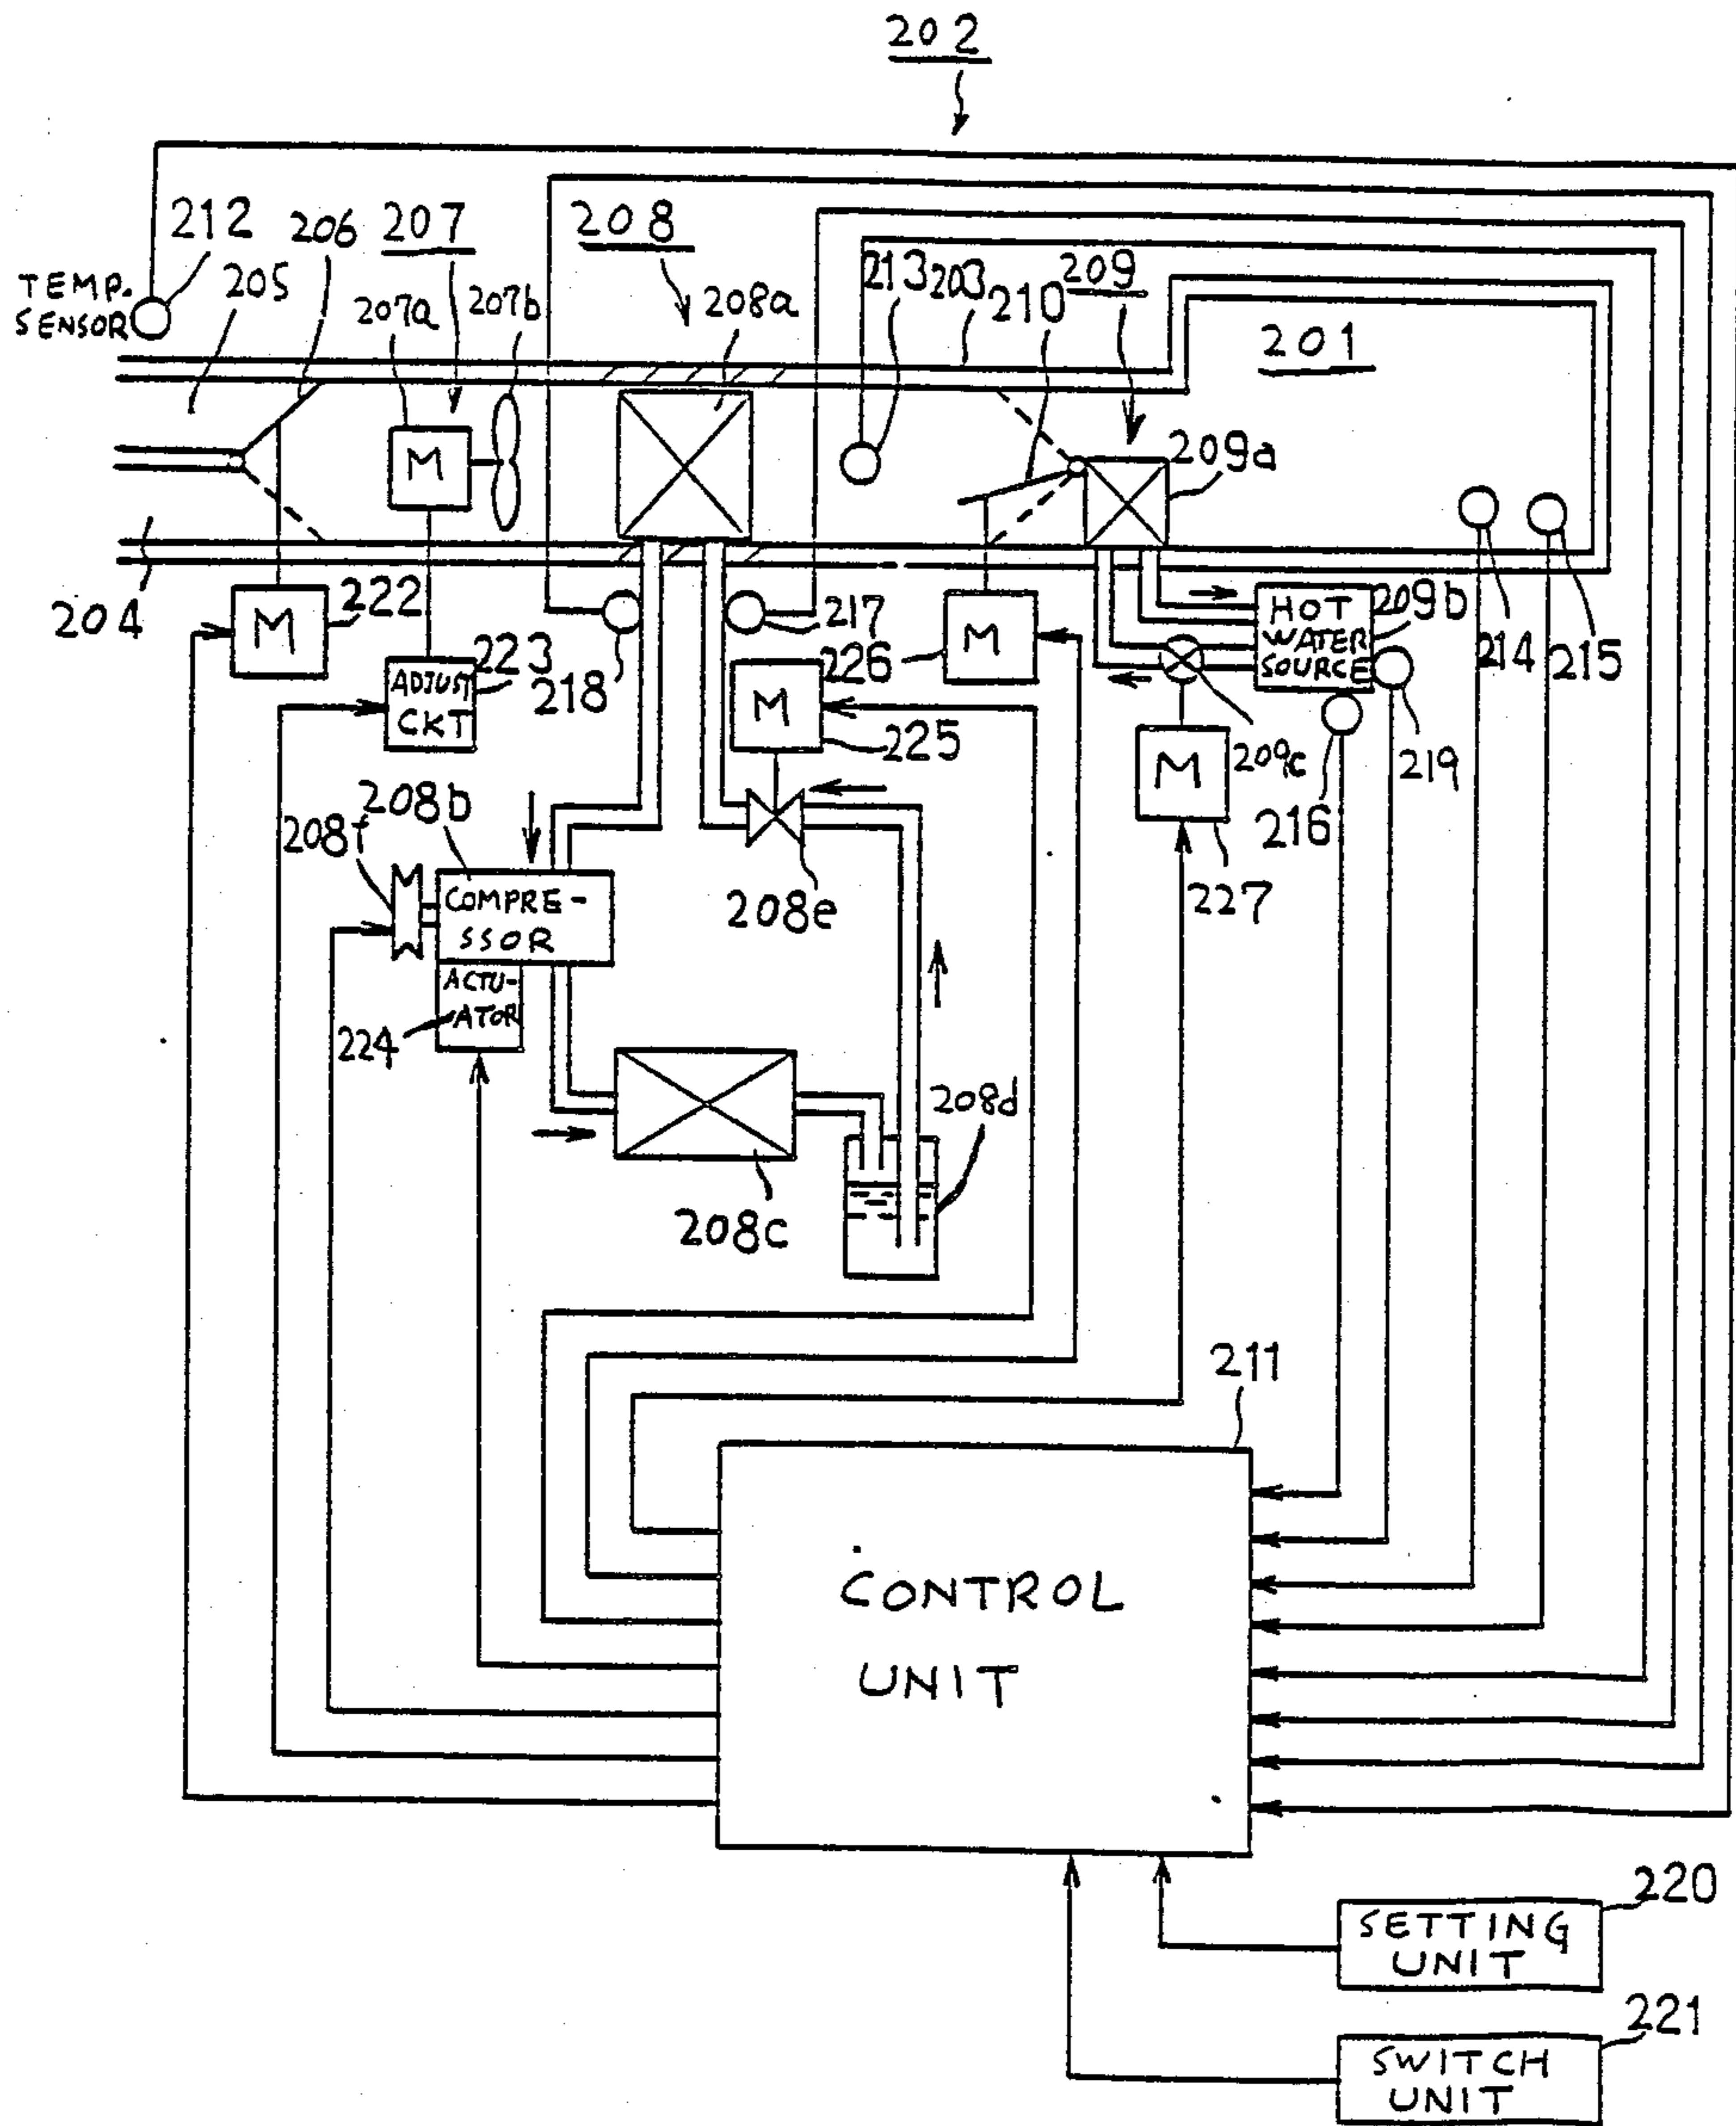 202
212
206
207
208
213
203
210
209
TEMP.
SENSOR
205
207a
207b
208a
201
M
209a
204
M
222
218
217
226
M
HOT
WATER
SOURCE
209b
214
215
ADJUST
CKT
223
M
225
209c
216
219
M
227
208f
208b
COMPRE-
SSOR
208e
ACTU-
ATOR
224
208d
208c
211
CONTROL
UNIT
220
SETTING
UNIT
221
SWITCH
UNIT